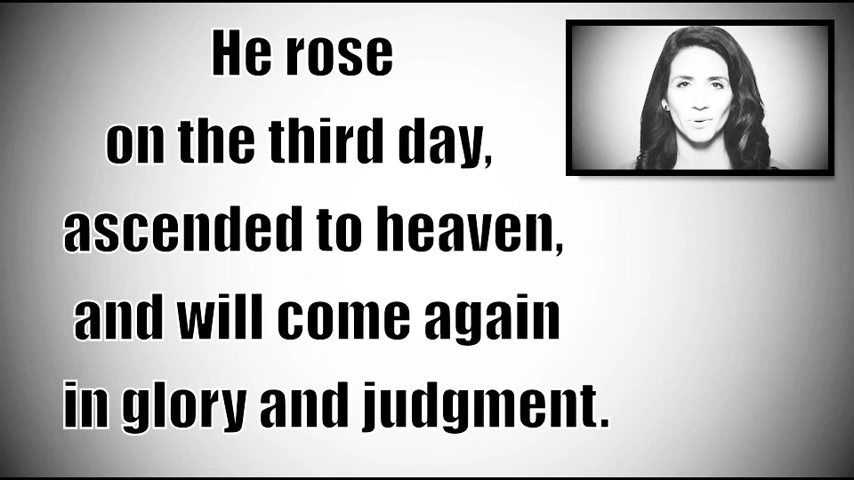 He rose
on the third day,
ascended to heaven,
and will come again
in glory and judgment.